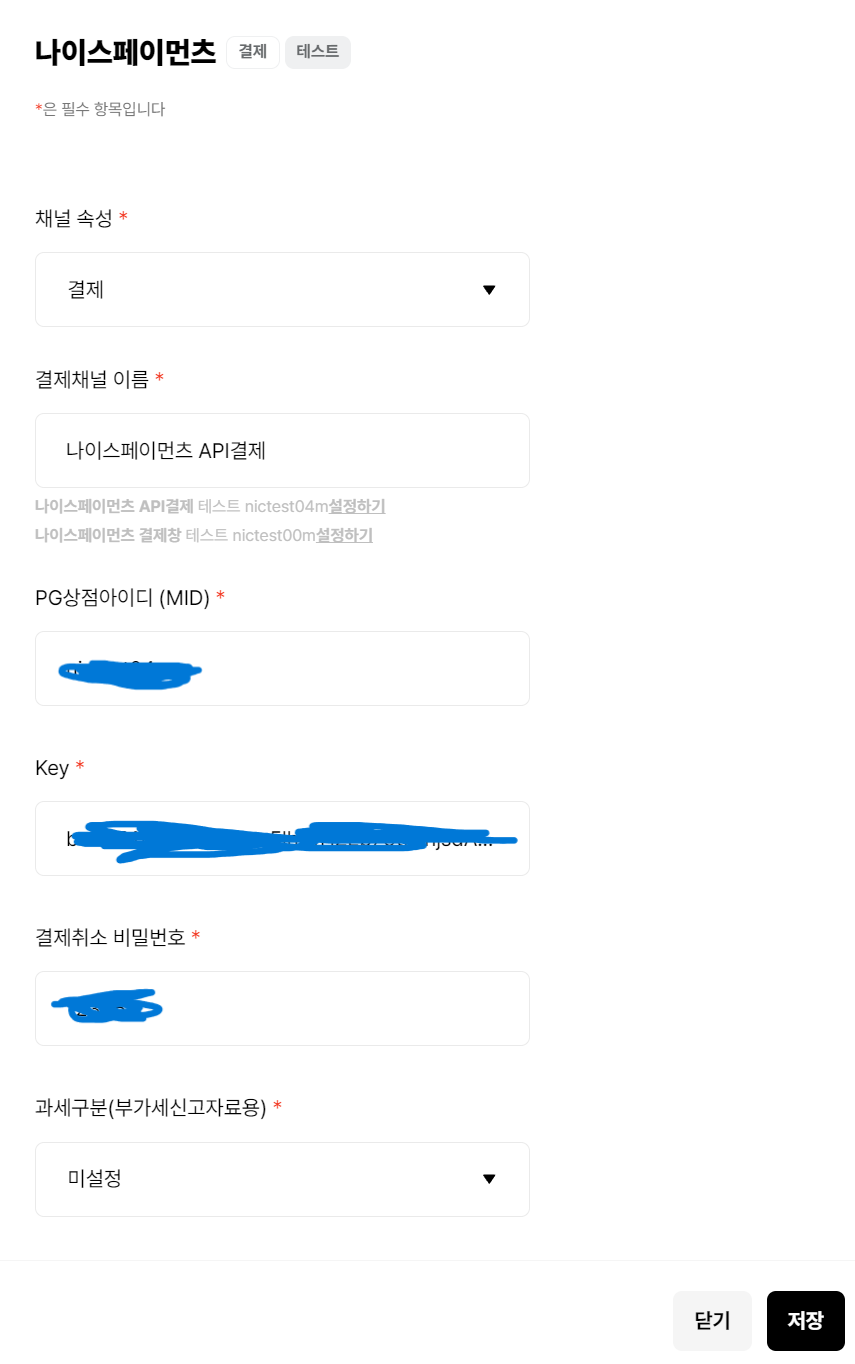 나이스페이먼츠 결제 테스트
*은 필수 항목입니다
채널 속성 *
결제
결제채널 이름 *
나이스페이먼츠 API결제
나이스페이먼츠 API결제 테스트 nictest04m설정하기
나이스페이먼츠 결제창 테스트 nictest00m설정하기
PG상점아이디 (MID) *
Key *
결제취소 비밀번호 *
과세구분(부가세신고자료용) *
미설정
닫기 저장